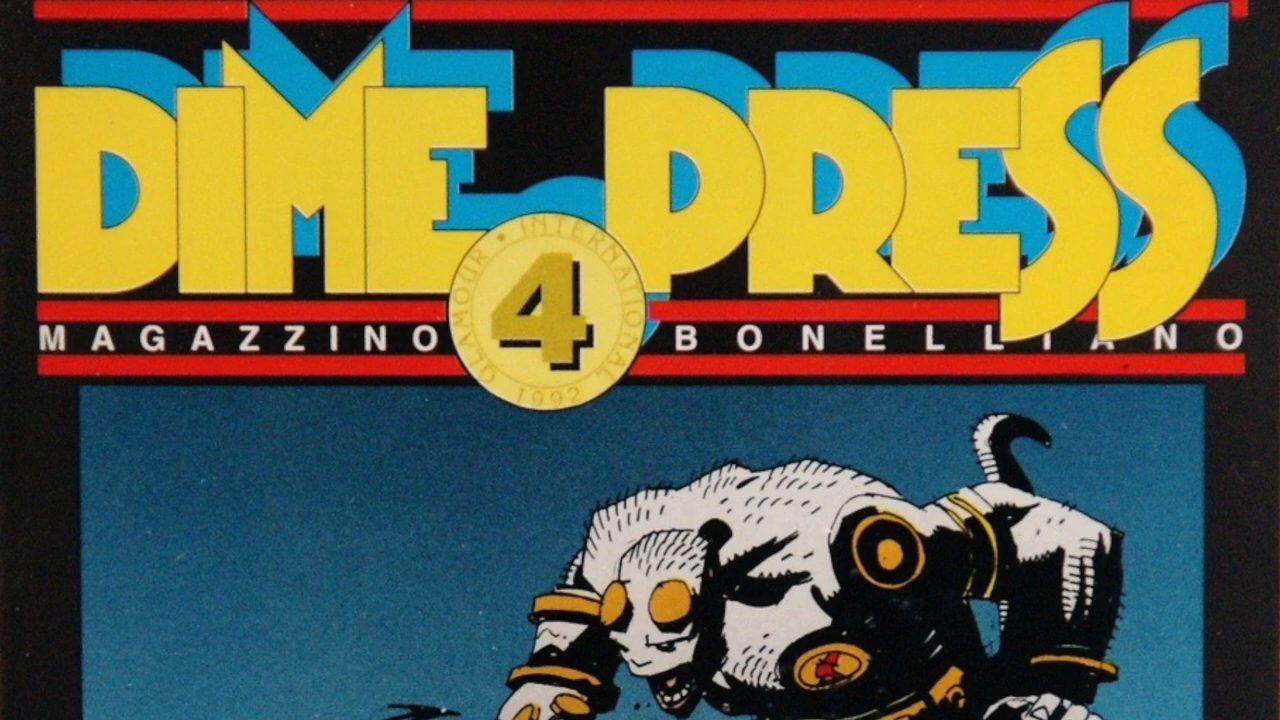 DIME PRESS
MAGAZZINO BONELLIANO
GLAMOUR • INTERNATIONAL
4
1992